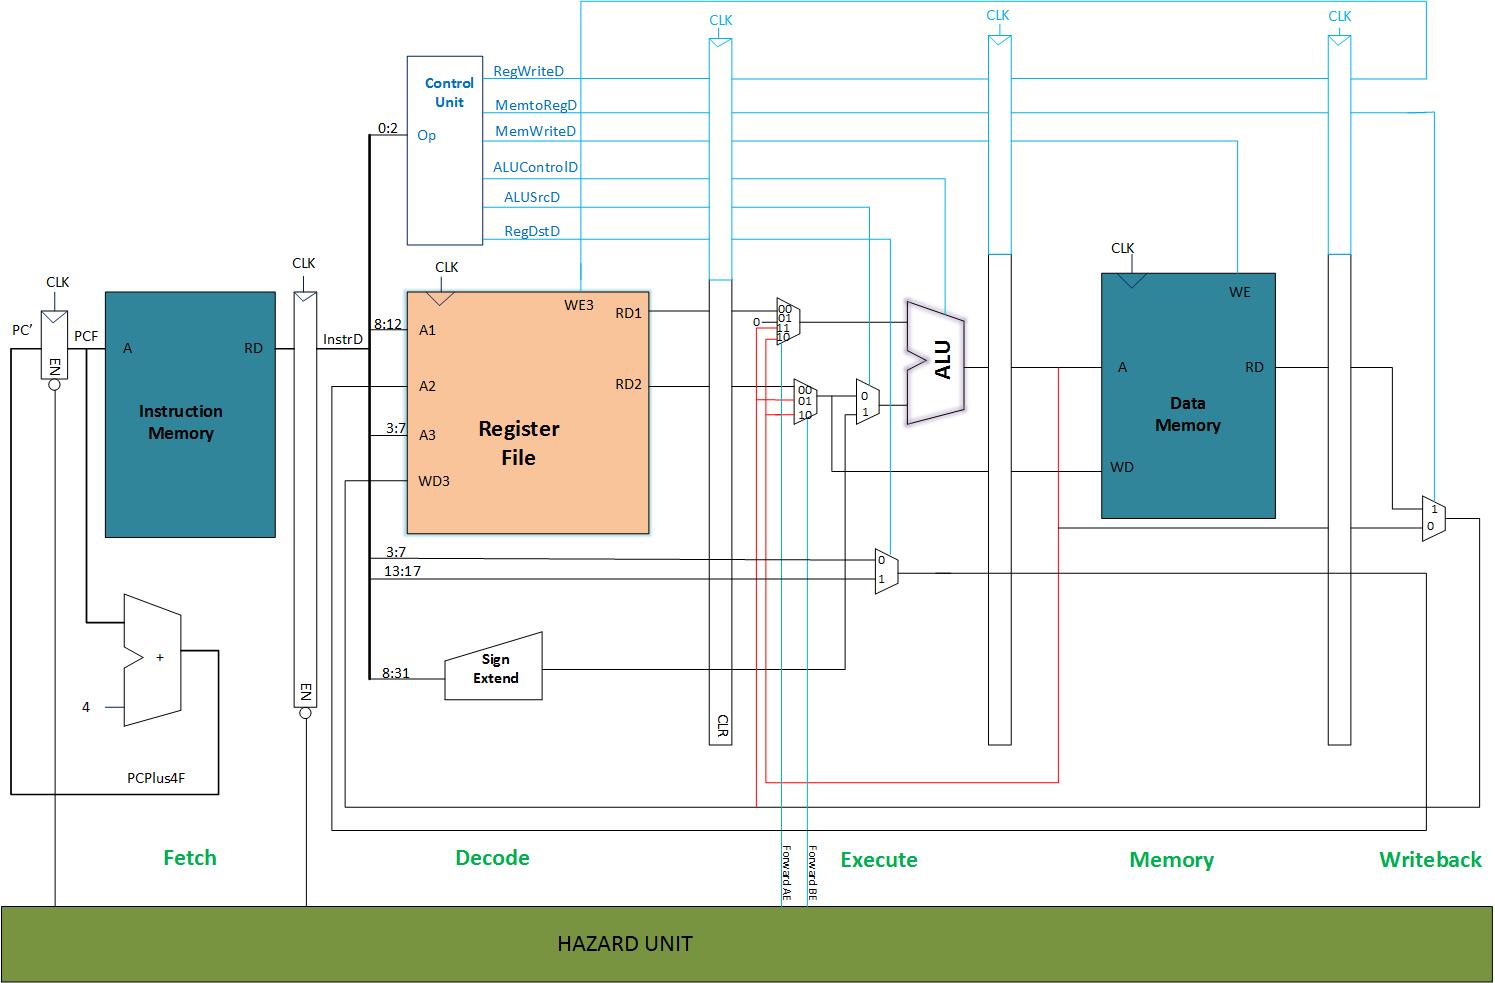 CLK
CLK
CLK
Control
Unit
Op
RegWriteD
MemtoRegD
MemWriteD
ALUControlD
ALUSrcD
RegDstD
0:2
CLK
CLK
CLK
CLK
PC'
PCF
EN
A
RD
Instruction
Memory
InstrD
8:12
A1
WE3
RD1
A2
RD2
3:7
A3
WD3
Register
File
0
00
01
11
10
00
01
10
0
1
ALU
WE
A
RD
Data
Memory
WD
1
0
3:7
13:17
0
1
8:31
Sign
Extend
EN
CLR
+
4
PCPlus4F
Forward AE
Forward BE
Fetch
Decode
Execute
Memory
Writeback
HAZARD UNIT